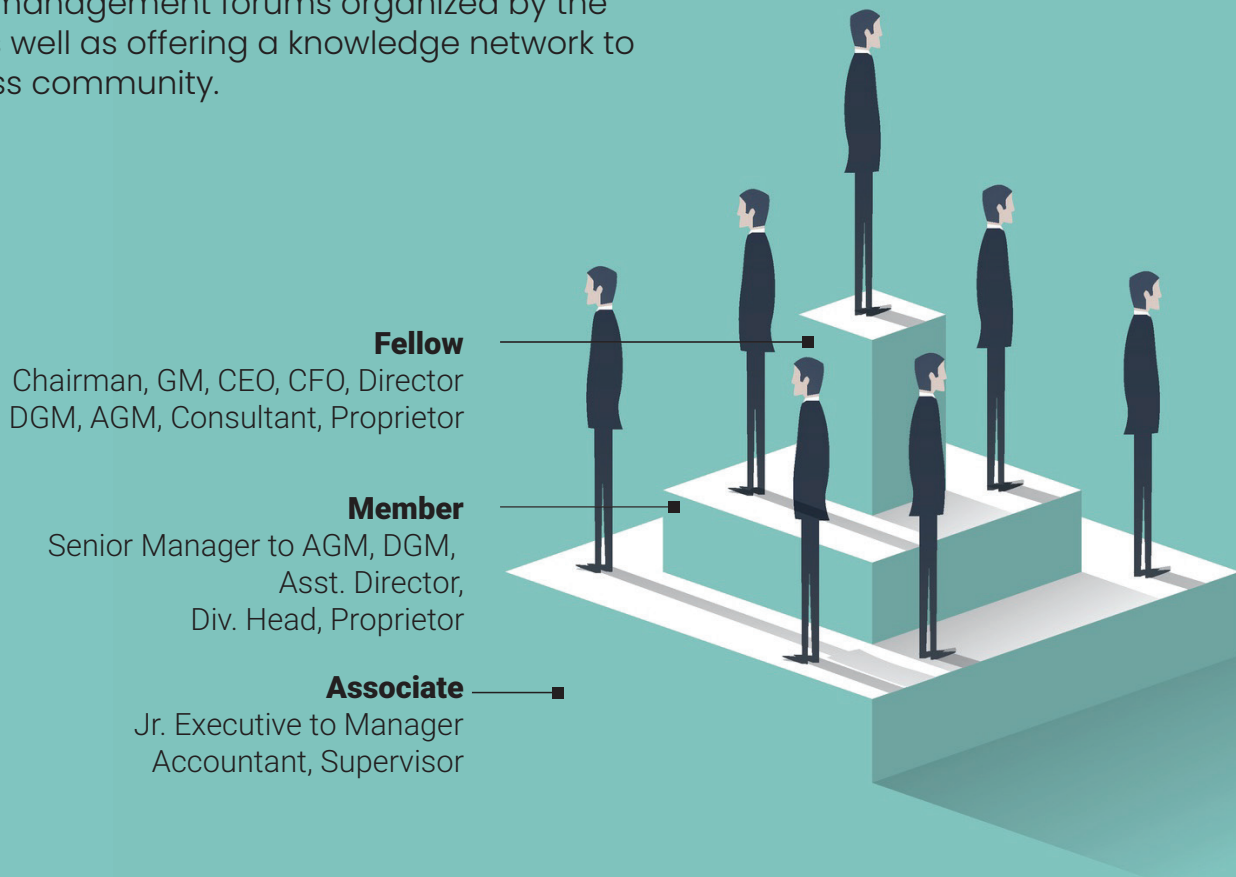 management forums organized by the
well as offering a knowledge network to
community.
Fellow
Chairman, GM, CEO, CFO, Director
DGM, AGM, Consultant, Proprietor
Member
Senior Manager to AGM, DGM,
Asst. Director,
Div. Head, Proprietor
Associate
Jr. Executive to Manager
Accountant, Supervisor